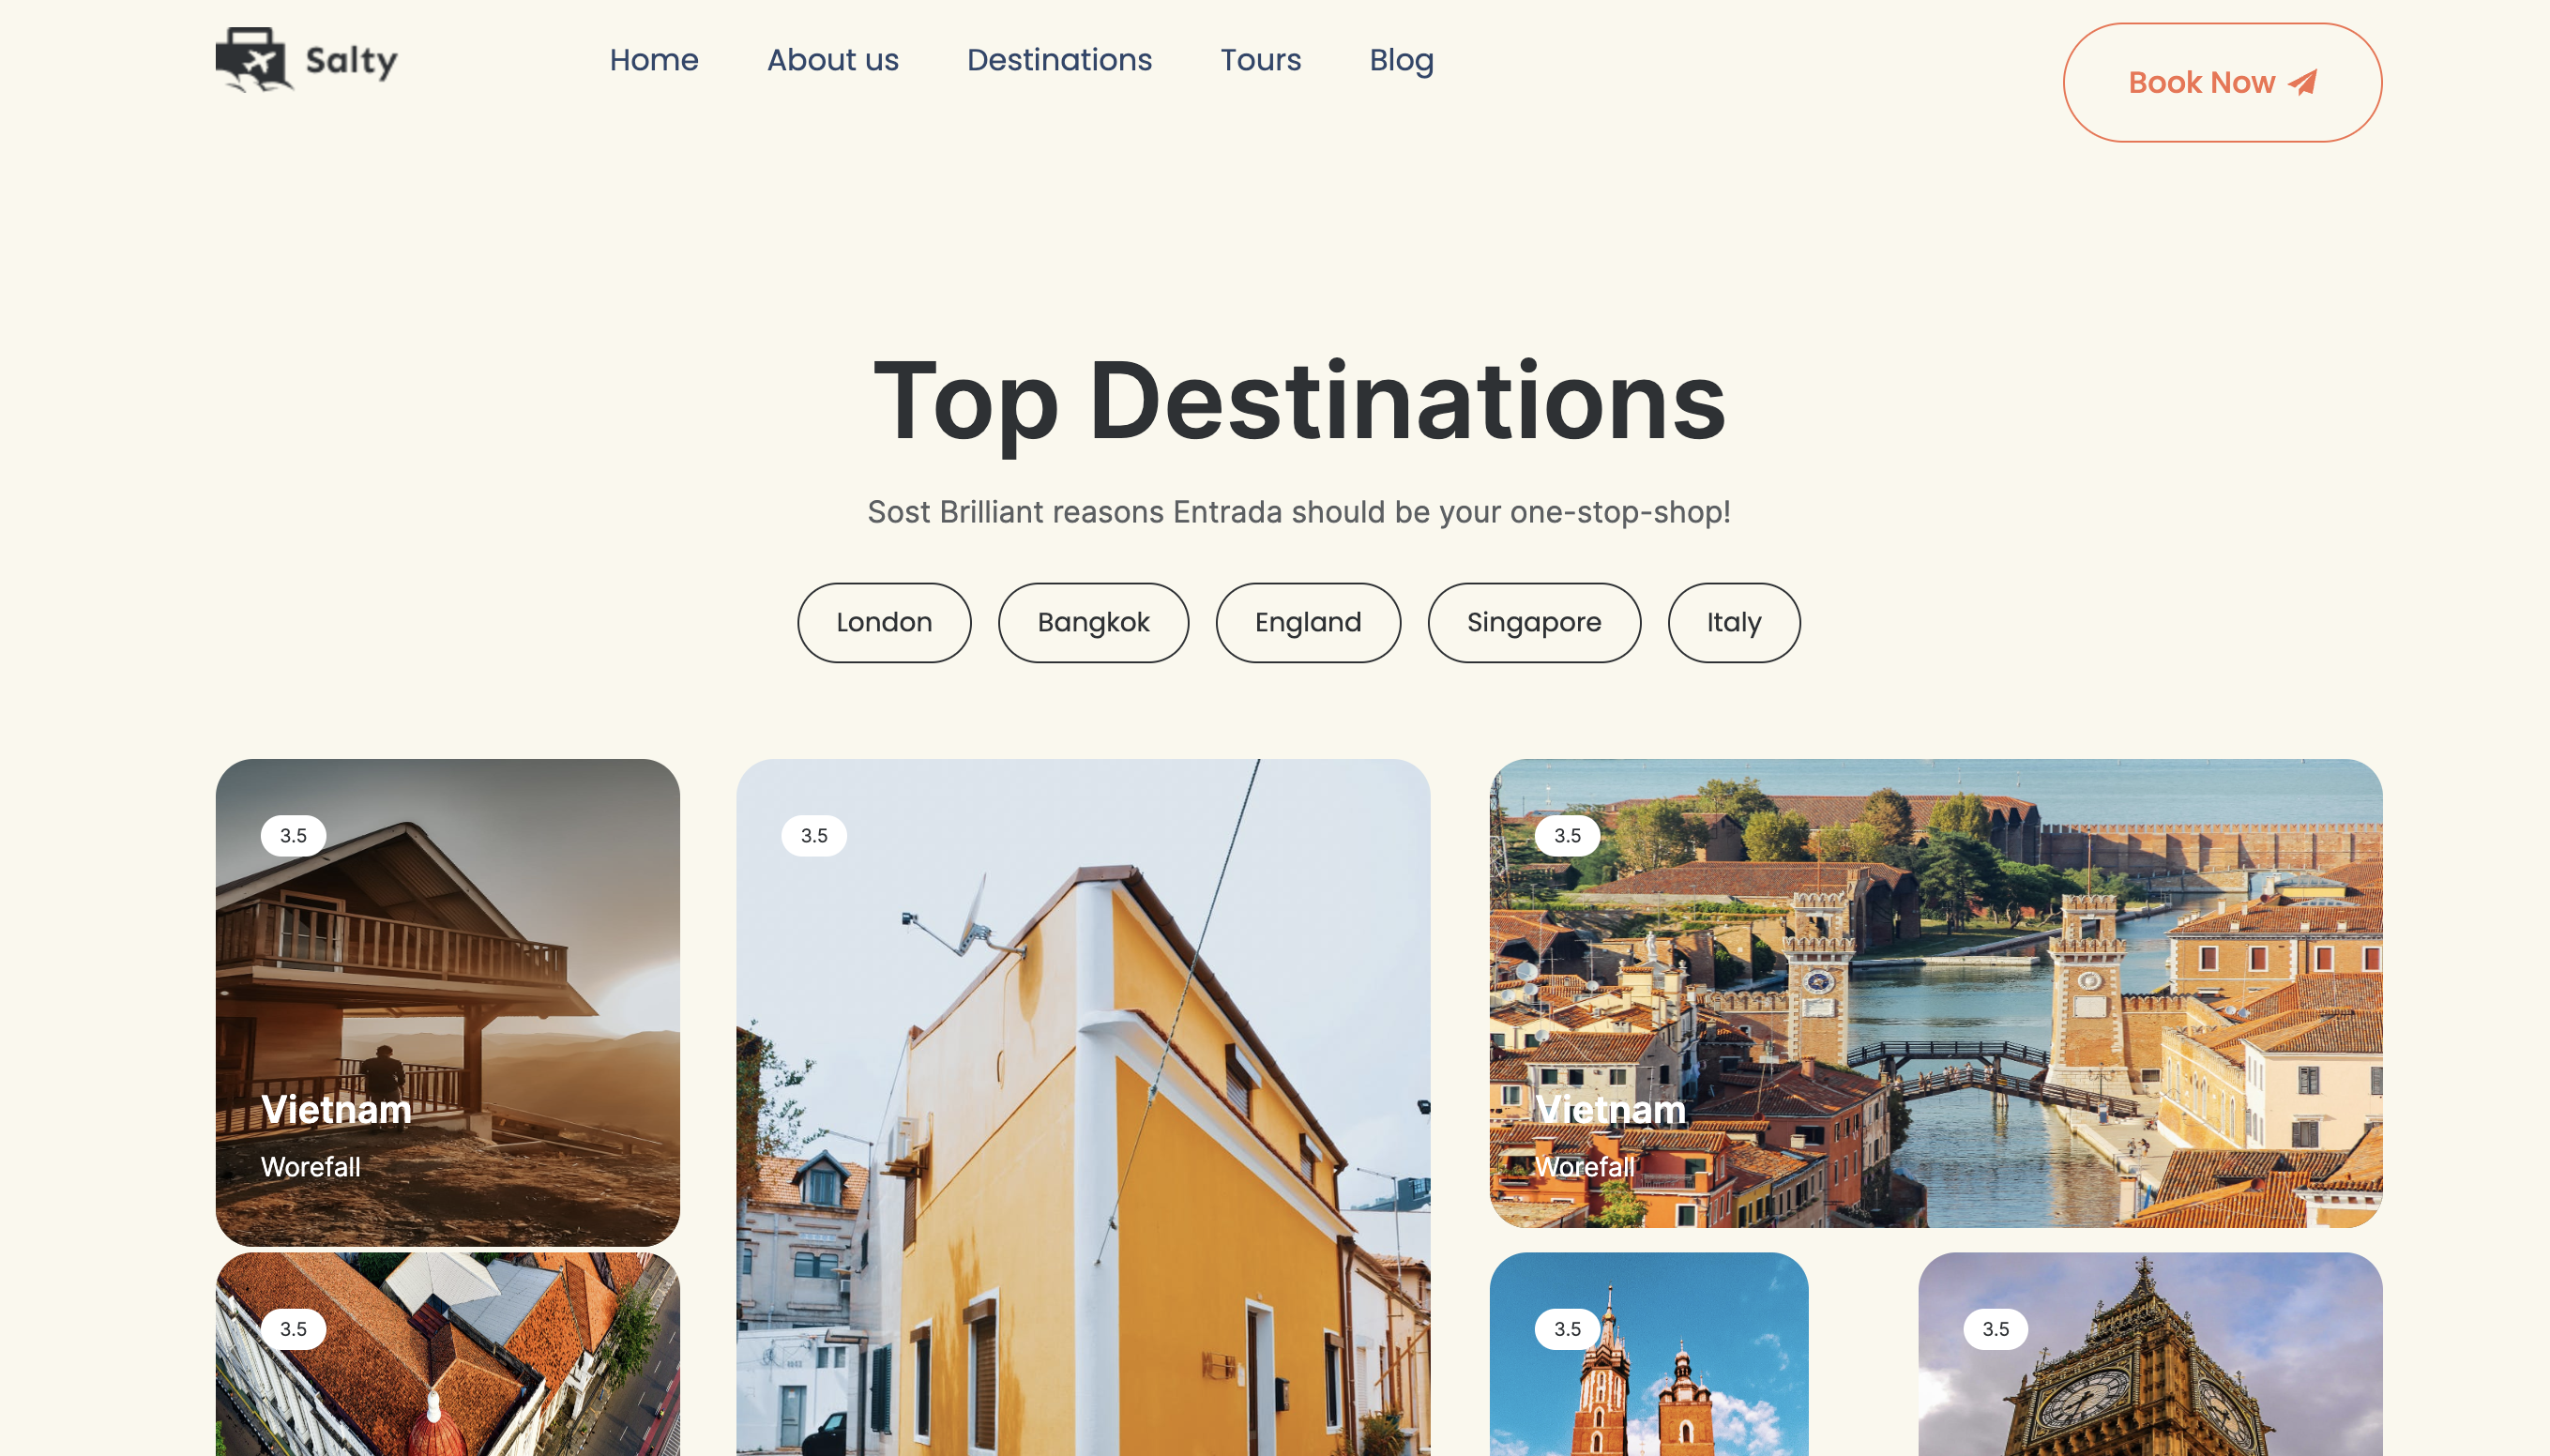 Salty
Home About us Destinations Tours Blog
Book Now
Top Destinations
Sost Brilliant reasons Entrada should be your one-stop-shop!
London Bangkok England Singapore Italy
3.5
3.5
3.5
Vietnam
Worefall
Vietnam
Worefall
3.5
3.5
3.5